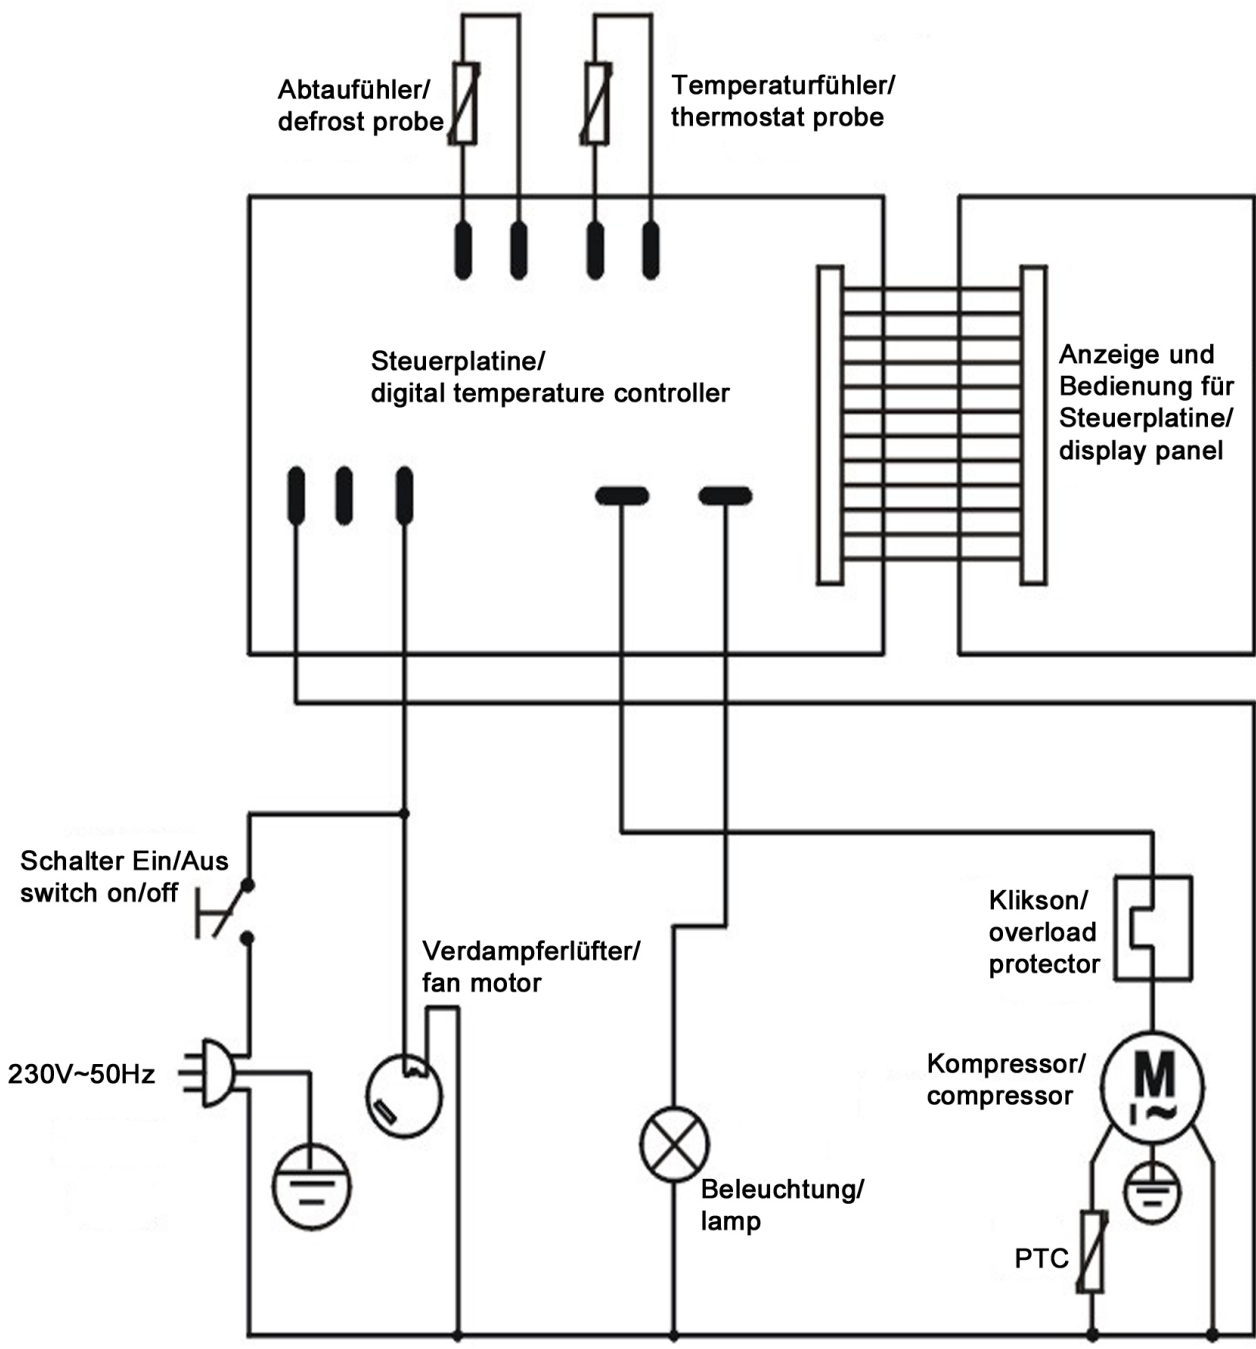 Abtaufühler/
defrost probe
Temperaturfühler/
thermostat probe
Steuerplatine/
digital temperature controller
Anzeige und
Bedienung für
Steuerplatine/
display panel
Schalter Ein/Aus
switch on/off
Verdampferlüfter/
fan motor
Klikson/
overload
protector
230V~50Hz
Kompressor/
compressor
M
I~
Beleuchtung/
lamp
PTC